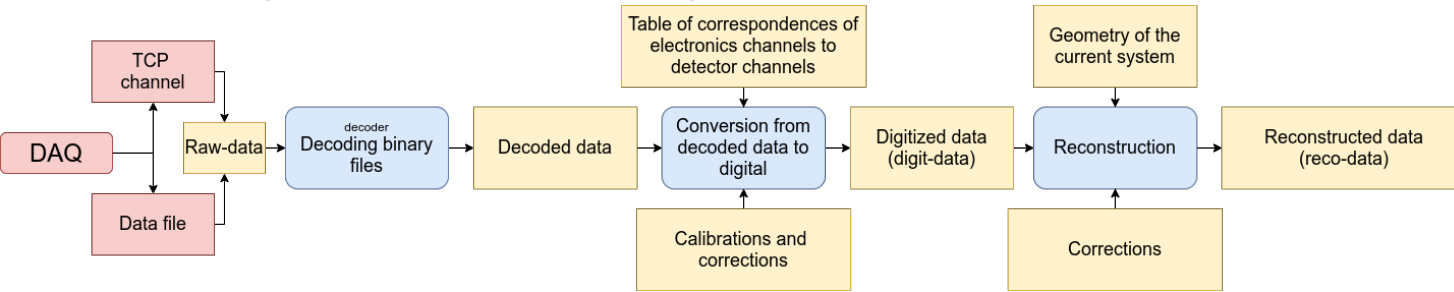 DAQ
TCP
channel
Data file
Raw-data
decoder
Decoding binary
files
Decoded data
Table of correspondences of
electronics channels to
detector channels
Conversion from
decoded data to
digital
Calibrations and
corrections
Digitized data
(digit-data)
Geometry of the
current system
Reconstruction
Corrections
Reconstructed data
(reco-data)